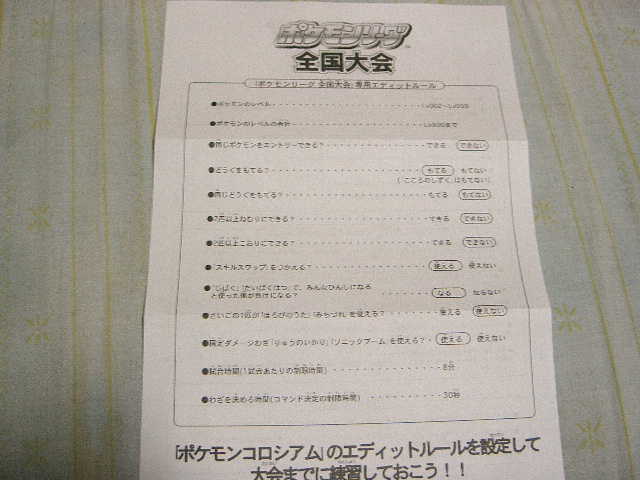 ポケモンリーグ
全国大会
「ポケモンリーグ 全国大会」専用エディットルール
●ポケモンのレベル・・・・・・・・・・・・・・・・・・・・Lv002~Lv055
●ポケモンのレベルの合計・・・・・・・・・・・・・・・・・・Lv300まで
●同じポケモンをエントリーできる?・・・・・・・・・・・・できる できない
●どうぐをもてる?・・・・・・・・・・・・・・・・・・・・もてる もてない
(「こころのしずく」はもてない)
●同じどうぐをもてる?・・・・・・・・・・・・・・・・・・もてる もてない
●2匹以上ねむりにできる?・・・・・・・・・・・・・・・・できる できない
●2匹以上こおりにできる?・・・・・・・・・・・・・・・・できる できない
●「スキルスワップ」をつかえる?・・・・・・・・・・・・・使える 使えない
●「じばく」「だいばくはつ」で、みんなひんしになる
と使った側が負けになる?・・・・・・・・・・・・・・・・なる ならない
●さいごの1匹が「ほろびのうた」「みちづれ」を使える?・・・・使える 使えない
●固定ダメージわざ「りゅうのいかり」「ソニックブーム」を使える?・使える 使えない
●試合時間(1試合あたりの制限時間)・・・・・・・・・・・・8分
●わざを決める時間(コマンド決定の制限時間)・・・・・・・・30秒
「ポケモンコロシアム」のエディットルールを設定して
大会までに練習しておこう!!